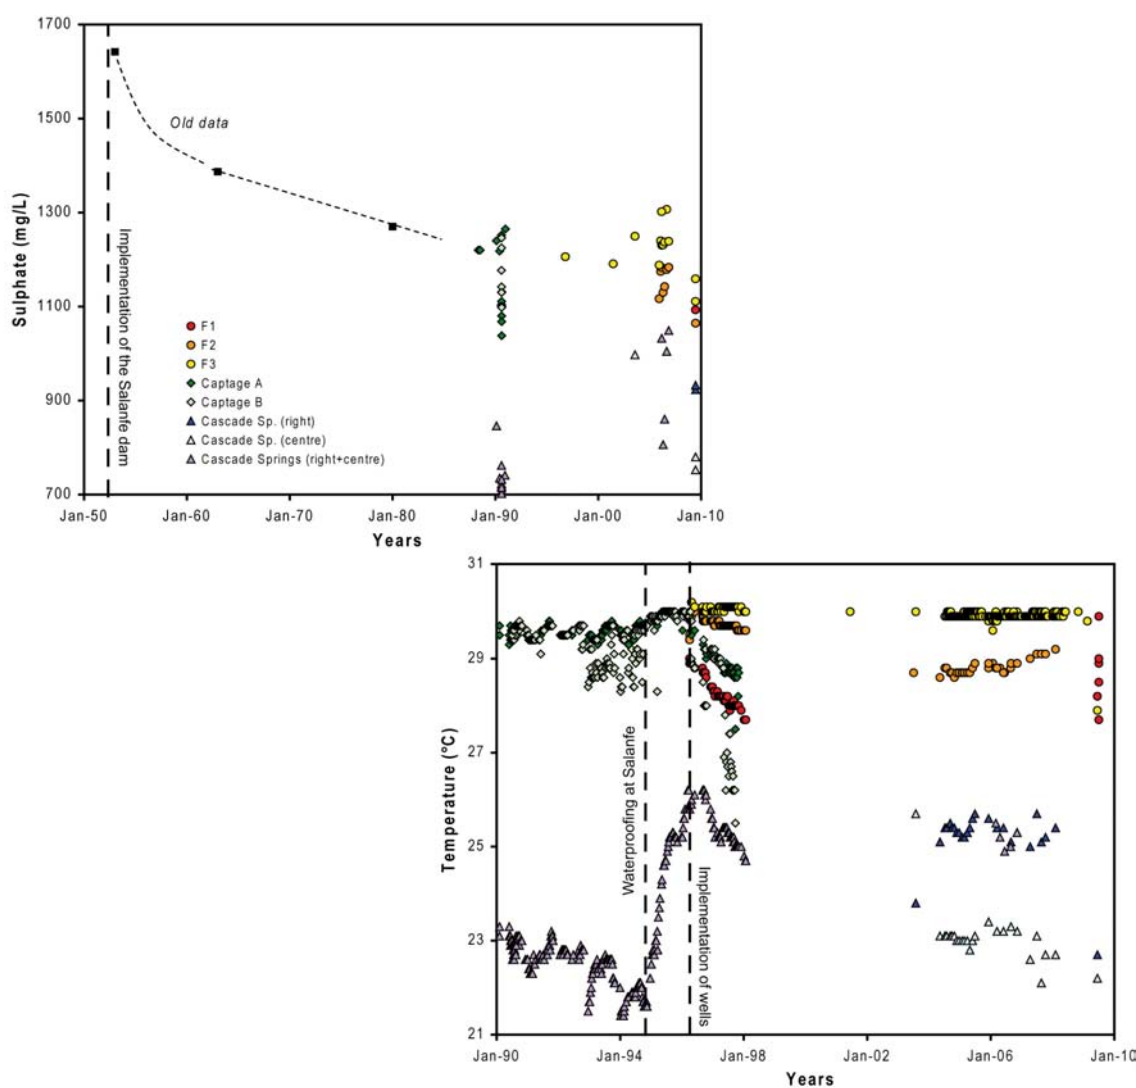 1700
1500
1300
1100
900
700
Sulphate (mg/L)
Old data
Implementation of the Salanfe dam
F1
F2
F3
Captage A
Captage B
Cascade Sp. (right)
Cascade Sp. (centre)
Cascade Springs (right+centre)
Jan-50 Jan-60 Jan-70 Jan-80 Jan-90 Jan-00 Jan-10
Years
31
29
27
25
23
21
Temperature (°C)
Waterproofing at Salanfe
Implementation of wells
Jan-90 Jan-94 Jan-98 Jan-02 Jan-06 Jan-10
Years